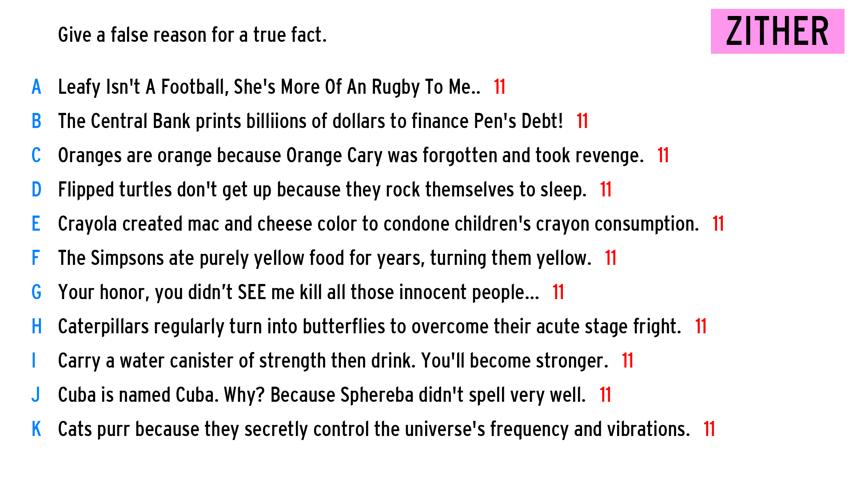 Give a false reason for a true fact.
ZITHER
A Leafy Isn't A Football, She's More Of An Rugby To Me.. 11
B The Central Bank prints billiions of dollars to finance Pen's Debt! 11
C Oranges are orange because Orange Cary was forgotten and took revenge. 11
D Flipped turtles don't get up because they rock themselves to sleep. 11
E Crayola created mac and cheese color to condone children's crayon consumption. 11
F The Simpsons ate purely yellow food for years, turning them yellow. 11
G Your honor, you didn’t SEE me kill all those innocent people... 11
H Caterpillars regularly turn into butterflies to overcome their acute stage fright. 11
I Carry a water canister of strength then drink. You'll become stronger. 11
J Cuba is named Cuba. Why? Because Sphereba didn't spell very well. 11
K Cats purr because they secretly control the universe's frequency and vibrations. 11